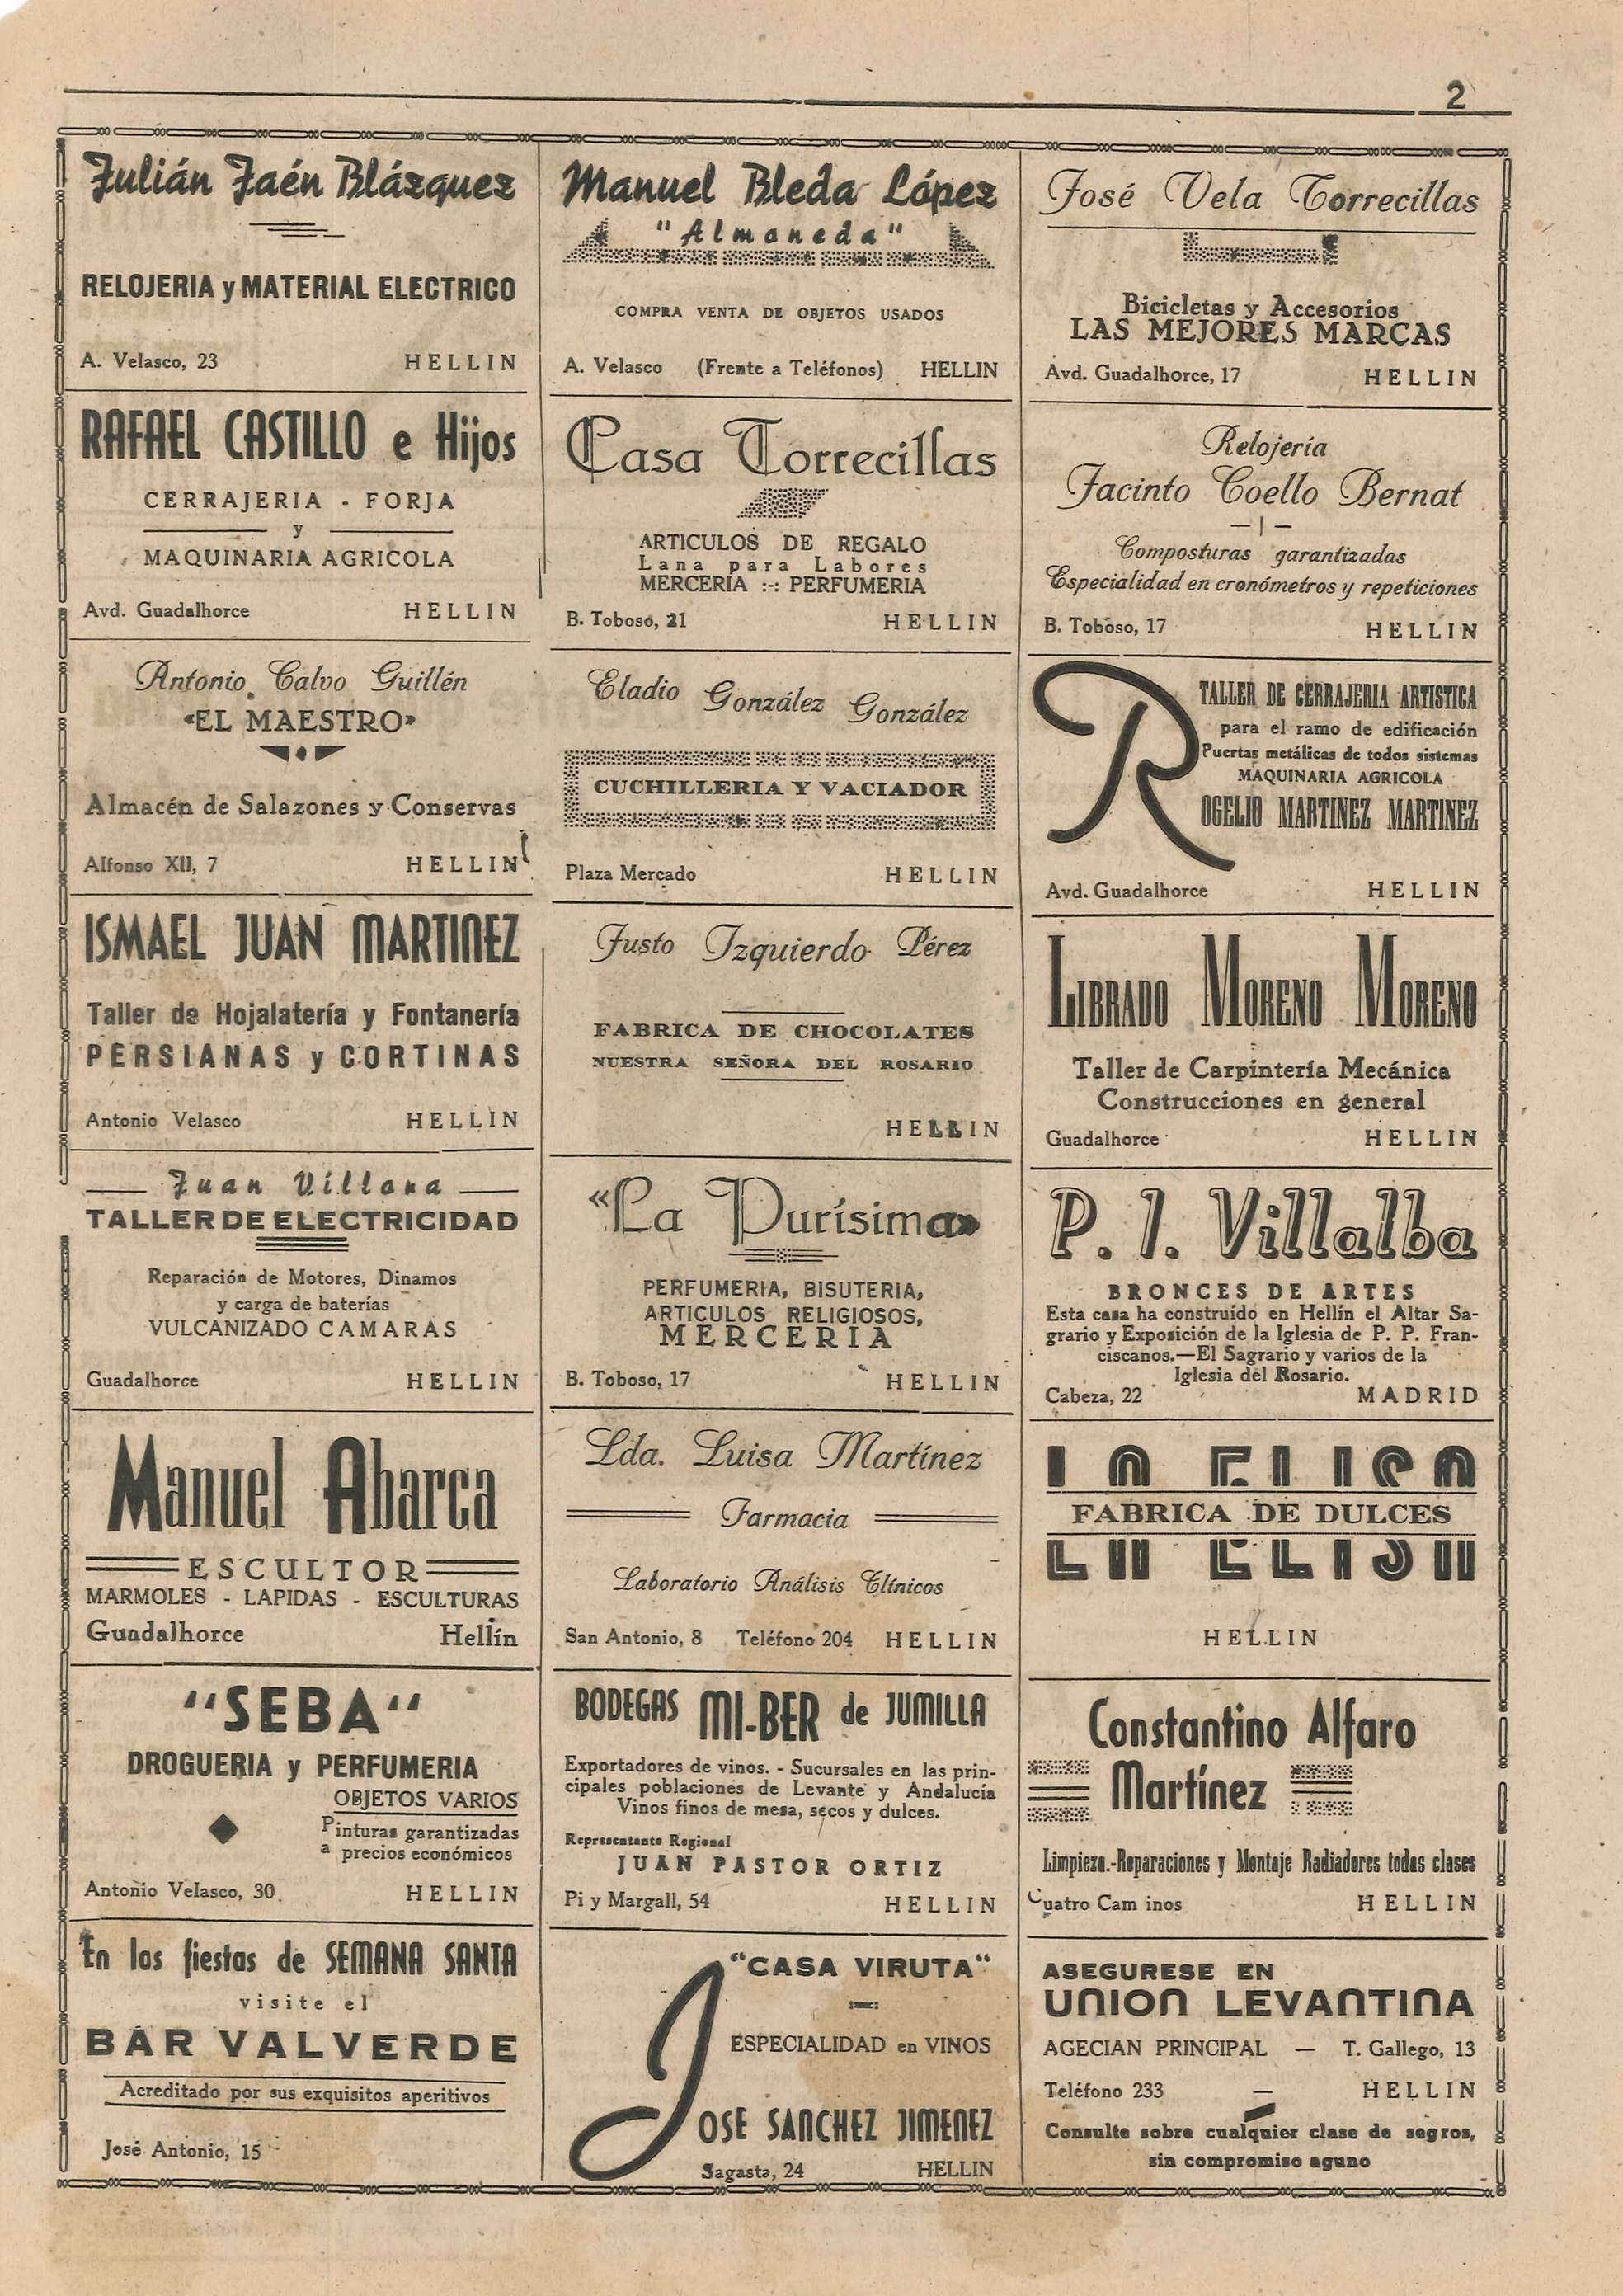 2
Julián Jaén Blázquez
RELOJERIA y MATERIAL ELECTRICO
A. Velasco, 23 HELLIN
RAFAEL CASTILLO e Hijos
CERRAJERIA - FORJA
y
MAQUINARIA AGRICOLA
Avd. Guadalhorce HELLIN
Antonio Calvo Guillén
«EL MAESTRO»
Almacén de Salazones y Conservas
Alfonso XII, 7 HELLIN
ISMAEL JUAN MARTINEZ
Taller de Hojalatería y Fontanería
PERSIANAS y CORTINAS
Antonio Velasco HELLIN
Juan Villona
TALLER DE ELECTRICIDAD
Reparación de Motores, Dinamos
y carga de baterías
VULCANIZADO CAMARAS
Guadalhorce HELLIN
Manuel Abarca
ESCULTOR
MARMOLES - LAPIDAS - ESCULTURAS
Guadalhorce Hellín
"SEBA"
DROGUERIA y PERFUMERIA
OBJETOS VARIOS
Pinturas garantizadas
a precios económicos
Antonio Velasco, 30. HELLIN
En las fiestas de SEMANA SANTA
visite el
BAR VALVERDE
Acreditado por sus exquisitos aperitivos
José Antonio, 15
Manuel Bleda López
"Almoneda"
COMPRA VENTA DE OBJETOS USADOS
A. Velasco (Frente a Teléfonos) HELLIN
Casa Torrecillas
ARTICULOS DE REGALO
Lana para Labores
MERCERIA :-: PERFUMERIA
B. Toboso, 21 HELLIN
Eladio González González
CUCHILLERIA Y VACIADOR
Plaza Mercado HELLIN
Justo Izquierdo Pérez
FABRICA DE CHOCOLATES
NUESTRA SEÑORA DEL ROSARIO
HELLIN
«La Purísima»
PERFUMERIA, BISUTERIA,
ARTICULOS RELIGIOSOS,
MERCERIA
B. Toboso, 17 HELLIN
Lda. Luisa Martínez
Farmacia
Laboratorio Análisis Clínicos
San Antonio, 8 Teléfono 204 HELLIN
BODEGAS MI-BER de JUMILLA
Exportadores de vinos. - Sucursales en las prin-
cipales poblaciones de Levante y Andalucía
Vinos finos de mesa, secos y dulces.
Representante Regional
JUAN PASTOR ORTIZ
Pi y Margall, 54 HELLIN
"CASA VIRUTA"
ESPECIALIDAD en VINOS
JOSE SANCHEZ JIMENEZ
Sagasta, 24 HELLIN
José Vela Torrecillas
Bicicletas y Accesorios
LAS MEJORES MARCAS
Avd. Guadalhorce, 17 HELLIN
Relojería
Jacinto Coello Bernat
Composturas garantizadas
Especialidad en cronómetros y repeticiones
B. Toboso, 17 HELLIN
TALLER DE CERRAJERIA ARTISTICA
para el ramo de edificación
Puertas metálicas de todos sistemas
MAQUINARIA AGRICOLA
ROGELIO MARTINEZ MARTINEZ
Avd. Guadalhorce HELLIN
LIBRADO MORENO MORENO
Taller de Carpintería Mecánica
Construcciones en general
Guadalhorce HELLIN
P. I. Villalba
BRONCES DE ARTES
Esta casa ha construído en Hellín el Altar Sa-
grario y Exposición de la Iglesia de P. P. Fran-
ciscanos.—El Sagrario y varios de la
Iglesia del Rosario.
Cabeza, 22 MADRID
FABRICA DE DULCES
HELLIN
Constantino Alfaro
Martínez
Limpieza.-Reparaciones y Montaje Radiadores todas clases
Cuatro Cam inos HELLIN
ASEGURESE EN
UNION LEVANTINA
AGECIAN PRINCIPAL — T. Gallego, 13
Teléfono 233 — HELLIN
Consulte sobre cualquier clase de segros,
sin compromiso aguno